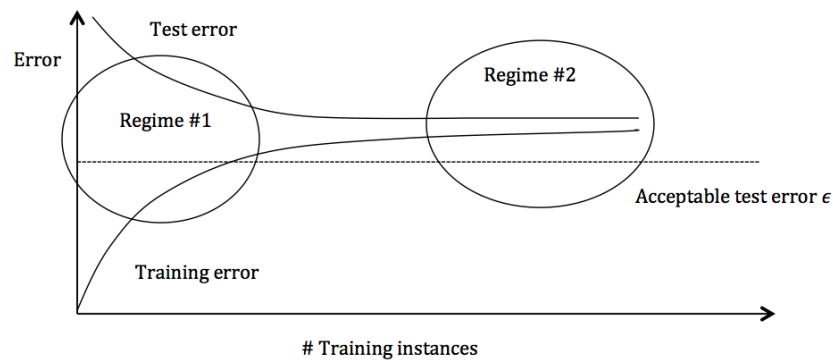 Test error
Error
Regime #2
Regime #1
Acceptable test error ϵ
Training error
# Training instances